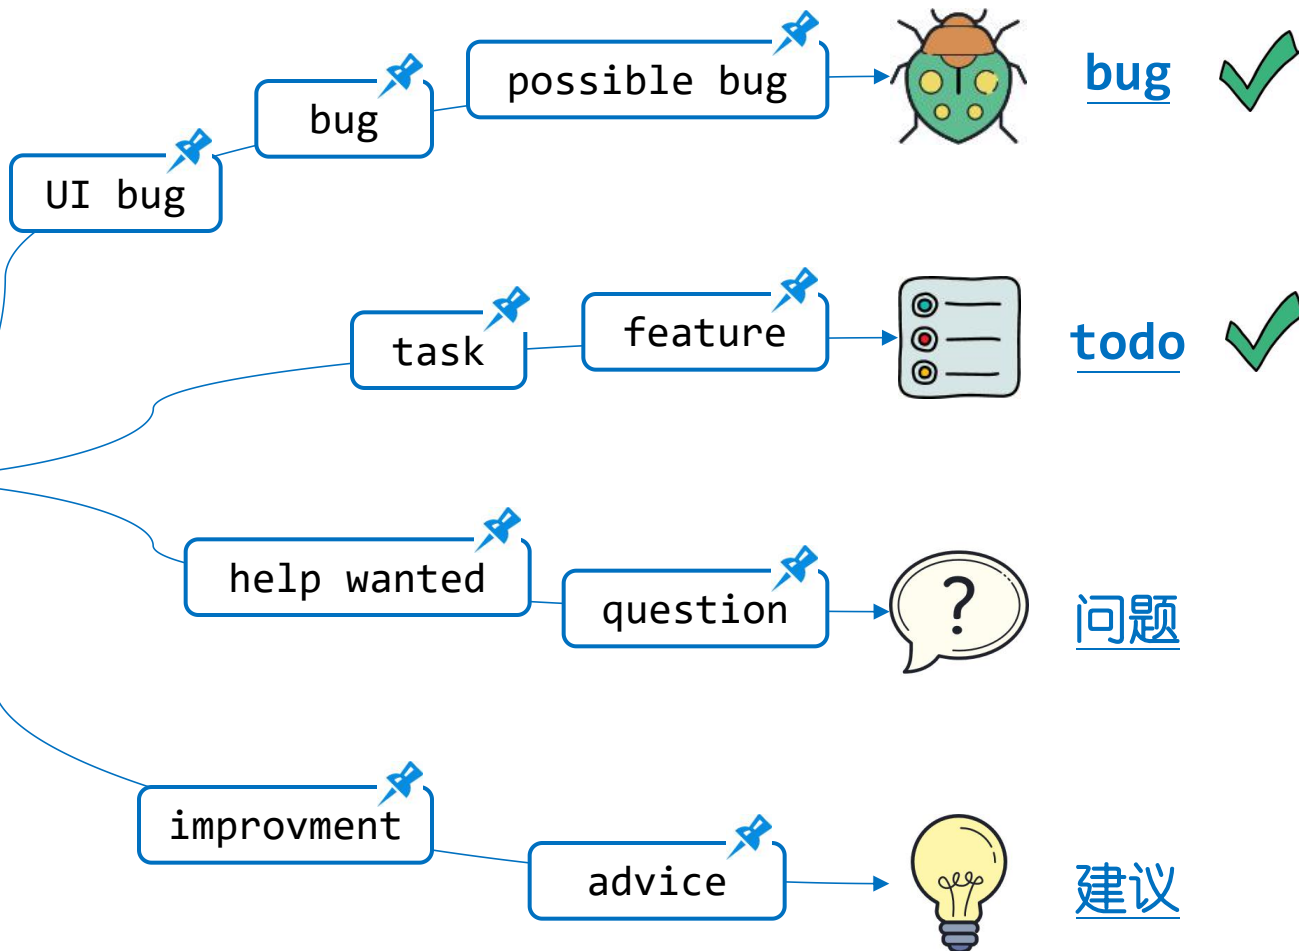 UI bug
bug
possible bug
bug
task
feature
todo
help wanted
question
?
问题
improvment
advice
建议